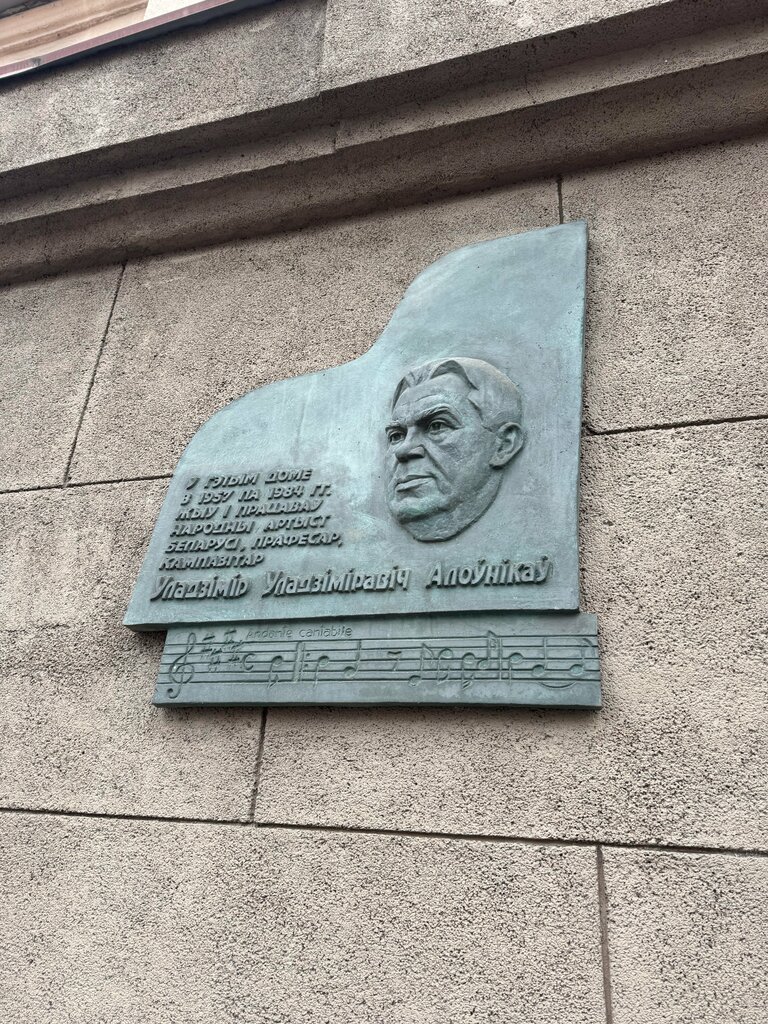 У ГЭТЫМ ДОМЕ
В 1957 ПА 1984 ГГ.
ЖЫЎ І ПРАЦАВАЎ
НАРОДНЫ АРТЫСТ
БЕЛАРУСІ, ПРАФЕСАР,
КАМПАЗІТАР
Уладзімір Уладзіміравіч Алоўнікаў
Andante cantabile